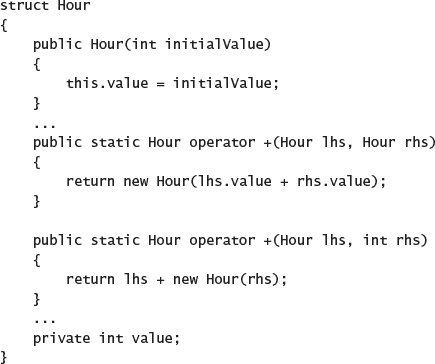 struct Hour
{
    public Hour(int initialValue)
    {
        this.value = initialValue;
    }
    ...
    public static Hour operator +(Hour lhs, Hour rhs)
    {
        return new Hour(lhs.value + rhs.value);
    }

    public static Hour operator +(Hour lhs, int rhs)
    {
        return lhs + new Hour(rhs);
    }
    ...
    private int value;
}